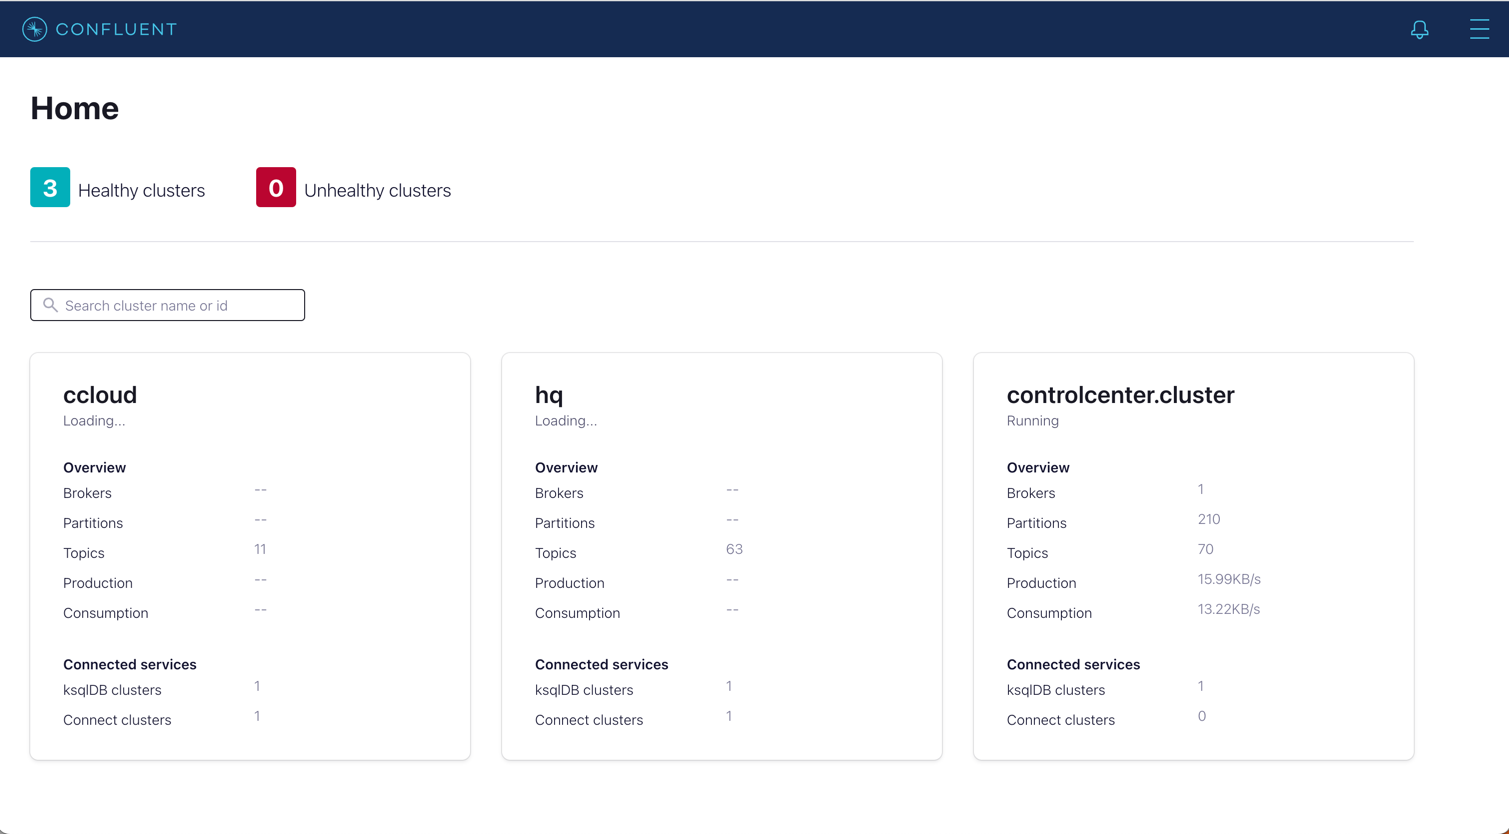 CONFLUENT
Home
3 Healthy clusters 0 Unhealthy clusters
Search cluster name or id
ccloud
Loading...
Overview
Brokers --
Partitions --
Topics 11
Production --
Consumption --
Connected services
ksqlDB clusters 1
Connect clusters 1
hq
Loading...
Overview
Brokers --
Partitions --
Topics 63
Production --
Consumption --
Connected services
ksqlDB clusters 1
Connect clusters 1
controlcenter.cluster
Running
Overview
Brokers 1
Partitions 210
Topics 70
Production 15.99KB/s
Consumption 13.22KB/s
Connected services
ksqlDB clusters 1
Connect clusters 0